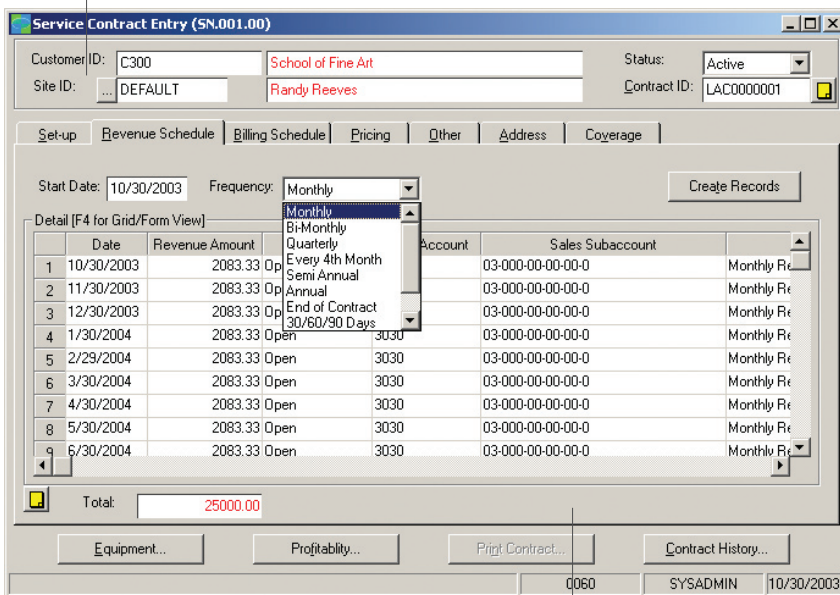 Service Contract Entry (SN.001.00)
Customer ID: C300 School of Fine Art Status: Active
Site ID: ... DEFAULT Randy Reeves Contract ID: LAC0000001
Set-up Revenue Schedule Billing Schedule Pricing Other Address Coverage
Start Date: 10/30/2003 Frequency: Monthly Create Records
Monthly
Bi-Monthly
Quarterly
Every 4th Month
Semi Annual
Annual
End of Contract
30/60/90 Days
Detail [F4 for Grid/Form View]
Date Revenue Amount Account Sales Subaccount
1 10/30/2003 2083.33 Op 03-000-00-00-00-0 Monthly Re
2 11/30/2003 2083.33 Op 03-000-00-00-00-0 Monthly Re
3 12/30/2003 2083.33 Op 03-000-00-00-00-0 Monthly Re
4 1/30/2004 2083.33 Open 3030 03-000-00-00-00-0 Monthly Re
5 2/29/2004 2083.33 Open 3030 03-000-00-00-00-0 Monthly Re
6 3/30/2004 2083.33 Open 3030 03-000-00-00-00-0 Monthly Re
7 4/30/2004 2083.33 Open 3030 03-000-00-00-00-0 Monthly Re
8 5/30/2004 2083.33 Open 3030 03-000-00-00-00-0 Monthly Re
9 6/30/2004 2083.33 Open 3030 03-000-00-00-00-0 Monthly Re
Total: 25000.00
Equipment... Profitablity... Print Contract... Contract History...
0060 SYSADMIN 10/30/2003